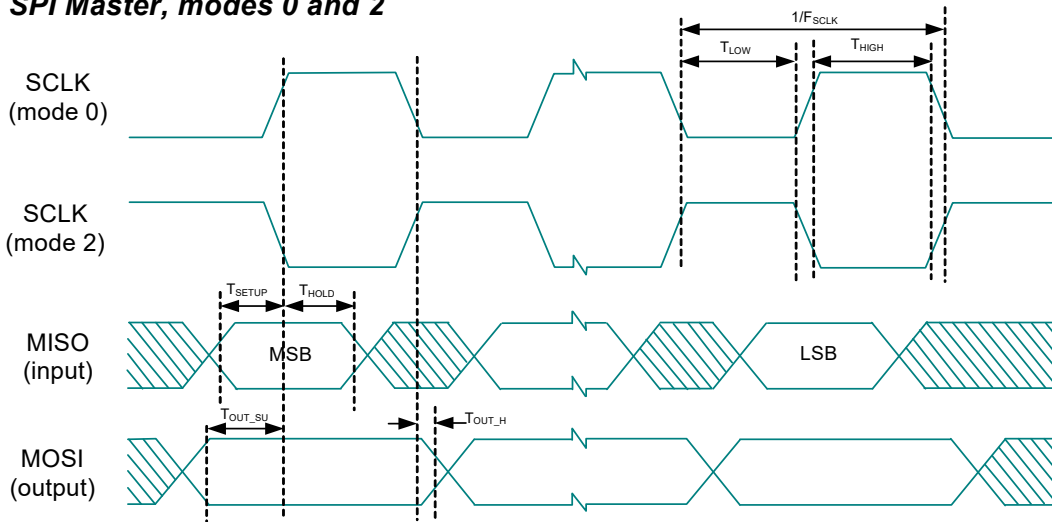 SPI Master, modes 0 and 2
1/FSCLK
TLOW
THIGH
SCLK
(mode 0)
SCLK
(mode 2)
TSETUP
THOLD
MISO
(input)
MSB
LSB
TOUT_SU
TOUT_H
MOSI
(output)